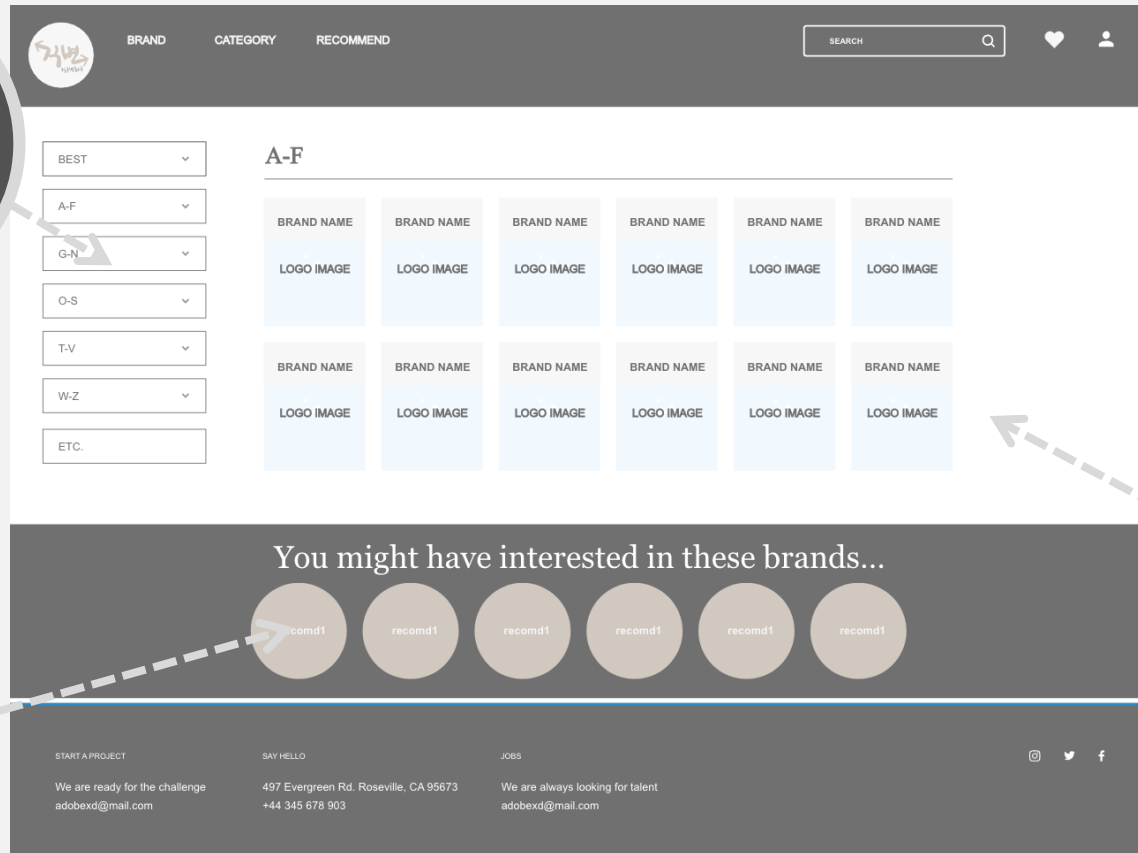 직번
BRAND CATEGORY RECOMMEND
SEARCH
BEST
A-F
G-N
O-S
T-V
W-Z
ETC.
A-F
BRAND NAME BRAND NAME BRAND NAME BRAND NAME BRAND NAME BRAND NAME
LOGO IMAGE LOGO IMAGE LOGO IMAGE LOGO IMAGE LOGO IMAGE LOGO IMAGE
BRAND NAME BRAND NAME BRAND NAME BRAND NAME BRAND NAME BRAND NAME
LOGO IMAGE LOGO IMAGE LOGO IMAGE LOGO IMAGE LOGO IMAGE LOGO IMAGE
You might have interested in these brands...
comd1 recomd1 recomd1 recomd1 recomd1 recomd1
START A PROJECT
We are ready for the challenge
adobexd@mail.com
SAY HELLO
497 Evergreen Rd. Roseville, CA 95673
+44 345 678 903
JOBS
We are always looking for talent
adobexd@mail.com